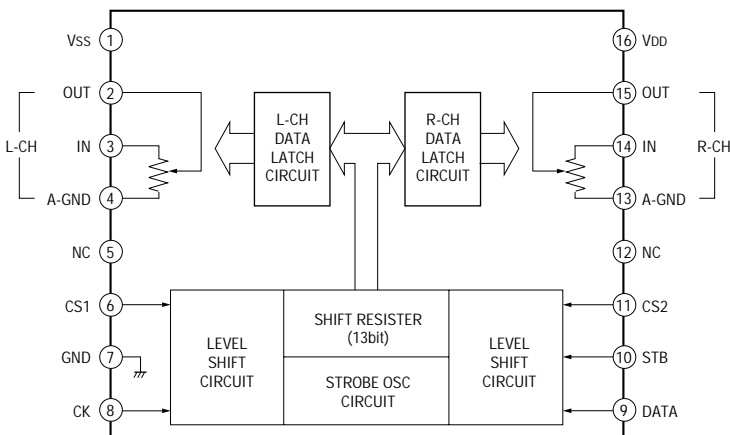 VSS 1
16 VDD
OUT 2
15 OUT
L-CH
DATA
LATCH
CIRCUIT
R-CH
DATA
LATCH
CIRCUIT
L-CH
IN 3
14 IN
R-CH
A-GND 4
13 A-GND
NC 5
12 NC
CS1 6
11 CS2
SHIFT RESISTER
(13bit)
LEVEL
SHIFT
CIRCUIT
LEVEL
SHIFT
CIRCUIT
GND 7
10 STB
STROBE OSC
CIRCUIT
CK 8
9 DATA